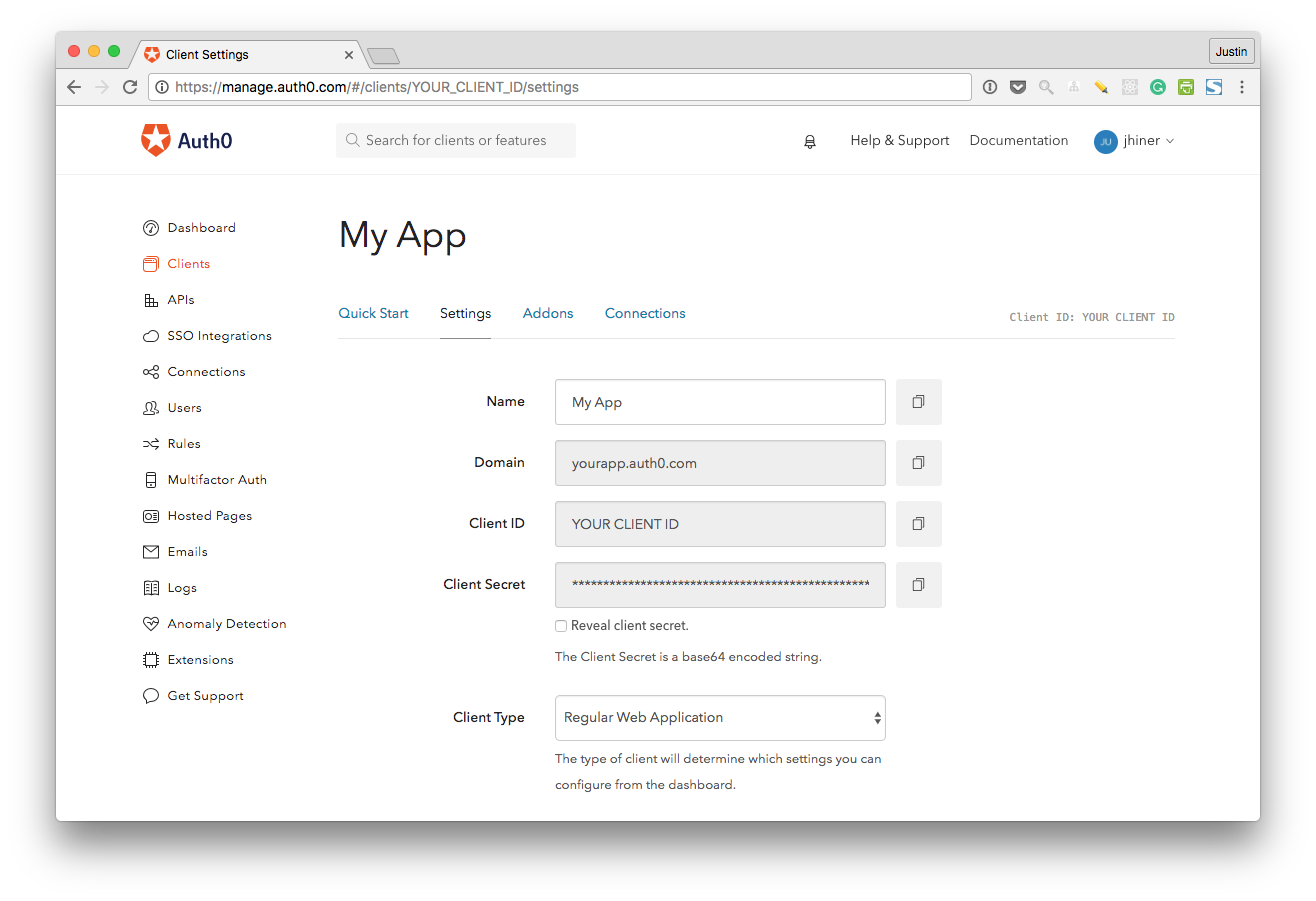 Client Settings
Justin
https://manage.auth0.com/#/clients/YOUR_CLIENT_ID/settings
Auth0
Search for clients or features
Help & Support
Documentation
JU
jhiner
Dashboard
Clients
APIs
SSO Integrations
Connections
Users
Rules
Multifactor Auth
Hosted Pages
Emails
Logs
Anomaly Detection
Extensions
Get Support
My App
Quick Start
Settings
Addons
Connections
Client ID: YOUR CLIENT ID
Name
My App
Domain
yourapp.auth0.com
Client ID
YOUR CLIENT ID
Client Secret
************************************************
Reveal client secret.
The Client Secret is a base64 encoded string.
Client Type
Regular Web Application
The type of client will determine which settings you can
configure from the dashboard.